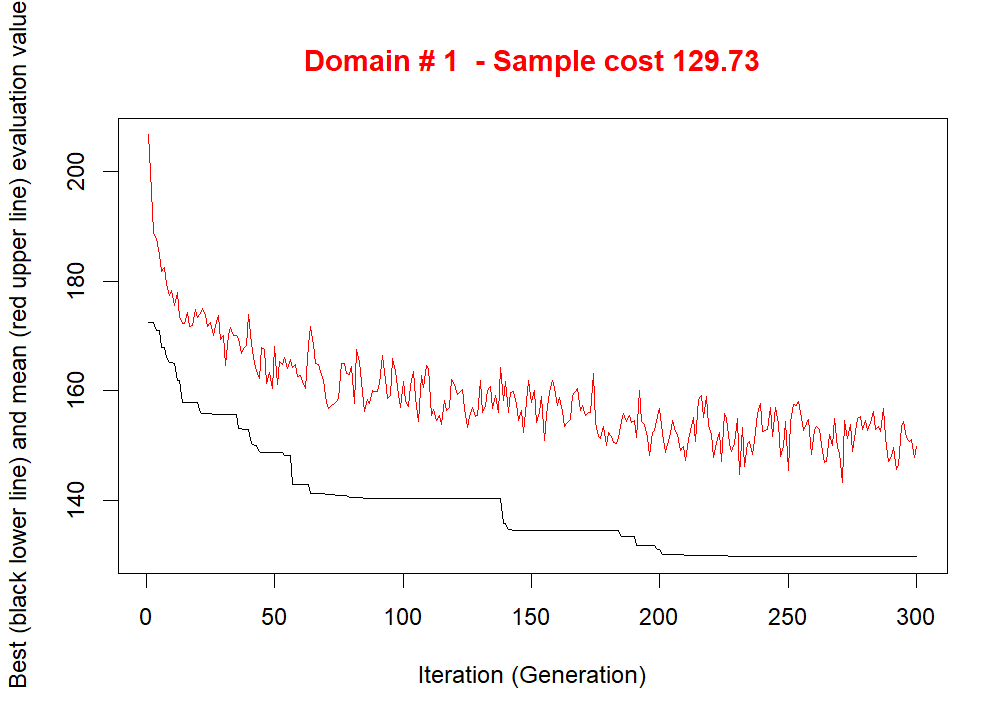 Domain # 1  - Sample cost 129.73
Best (black lower line) and mean (red upper line) evaluation value
200
180
160
140
0 50 100 150 200 250 300
Iteration (Generation)